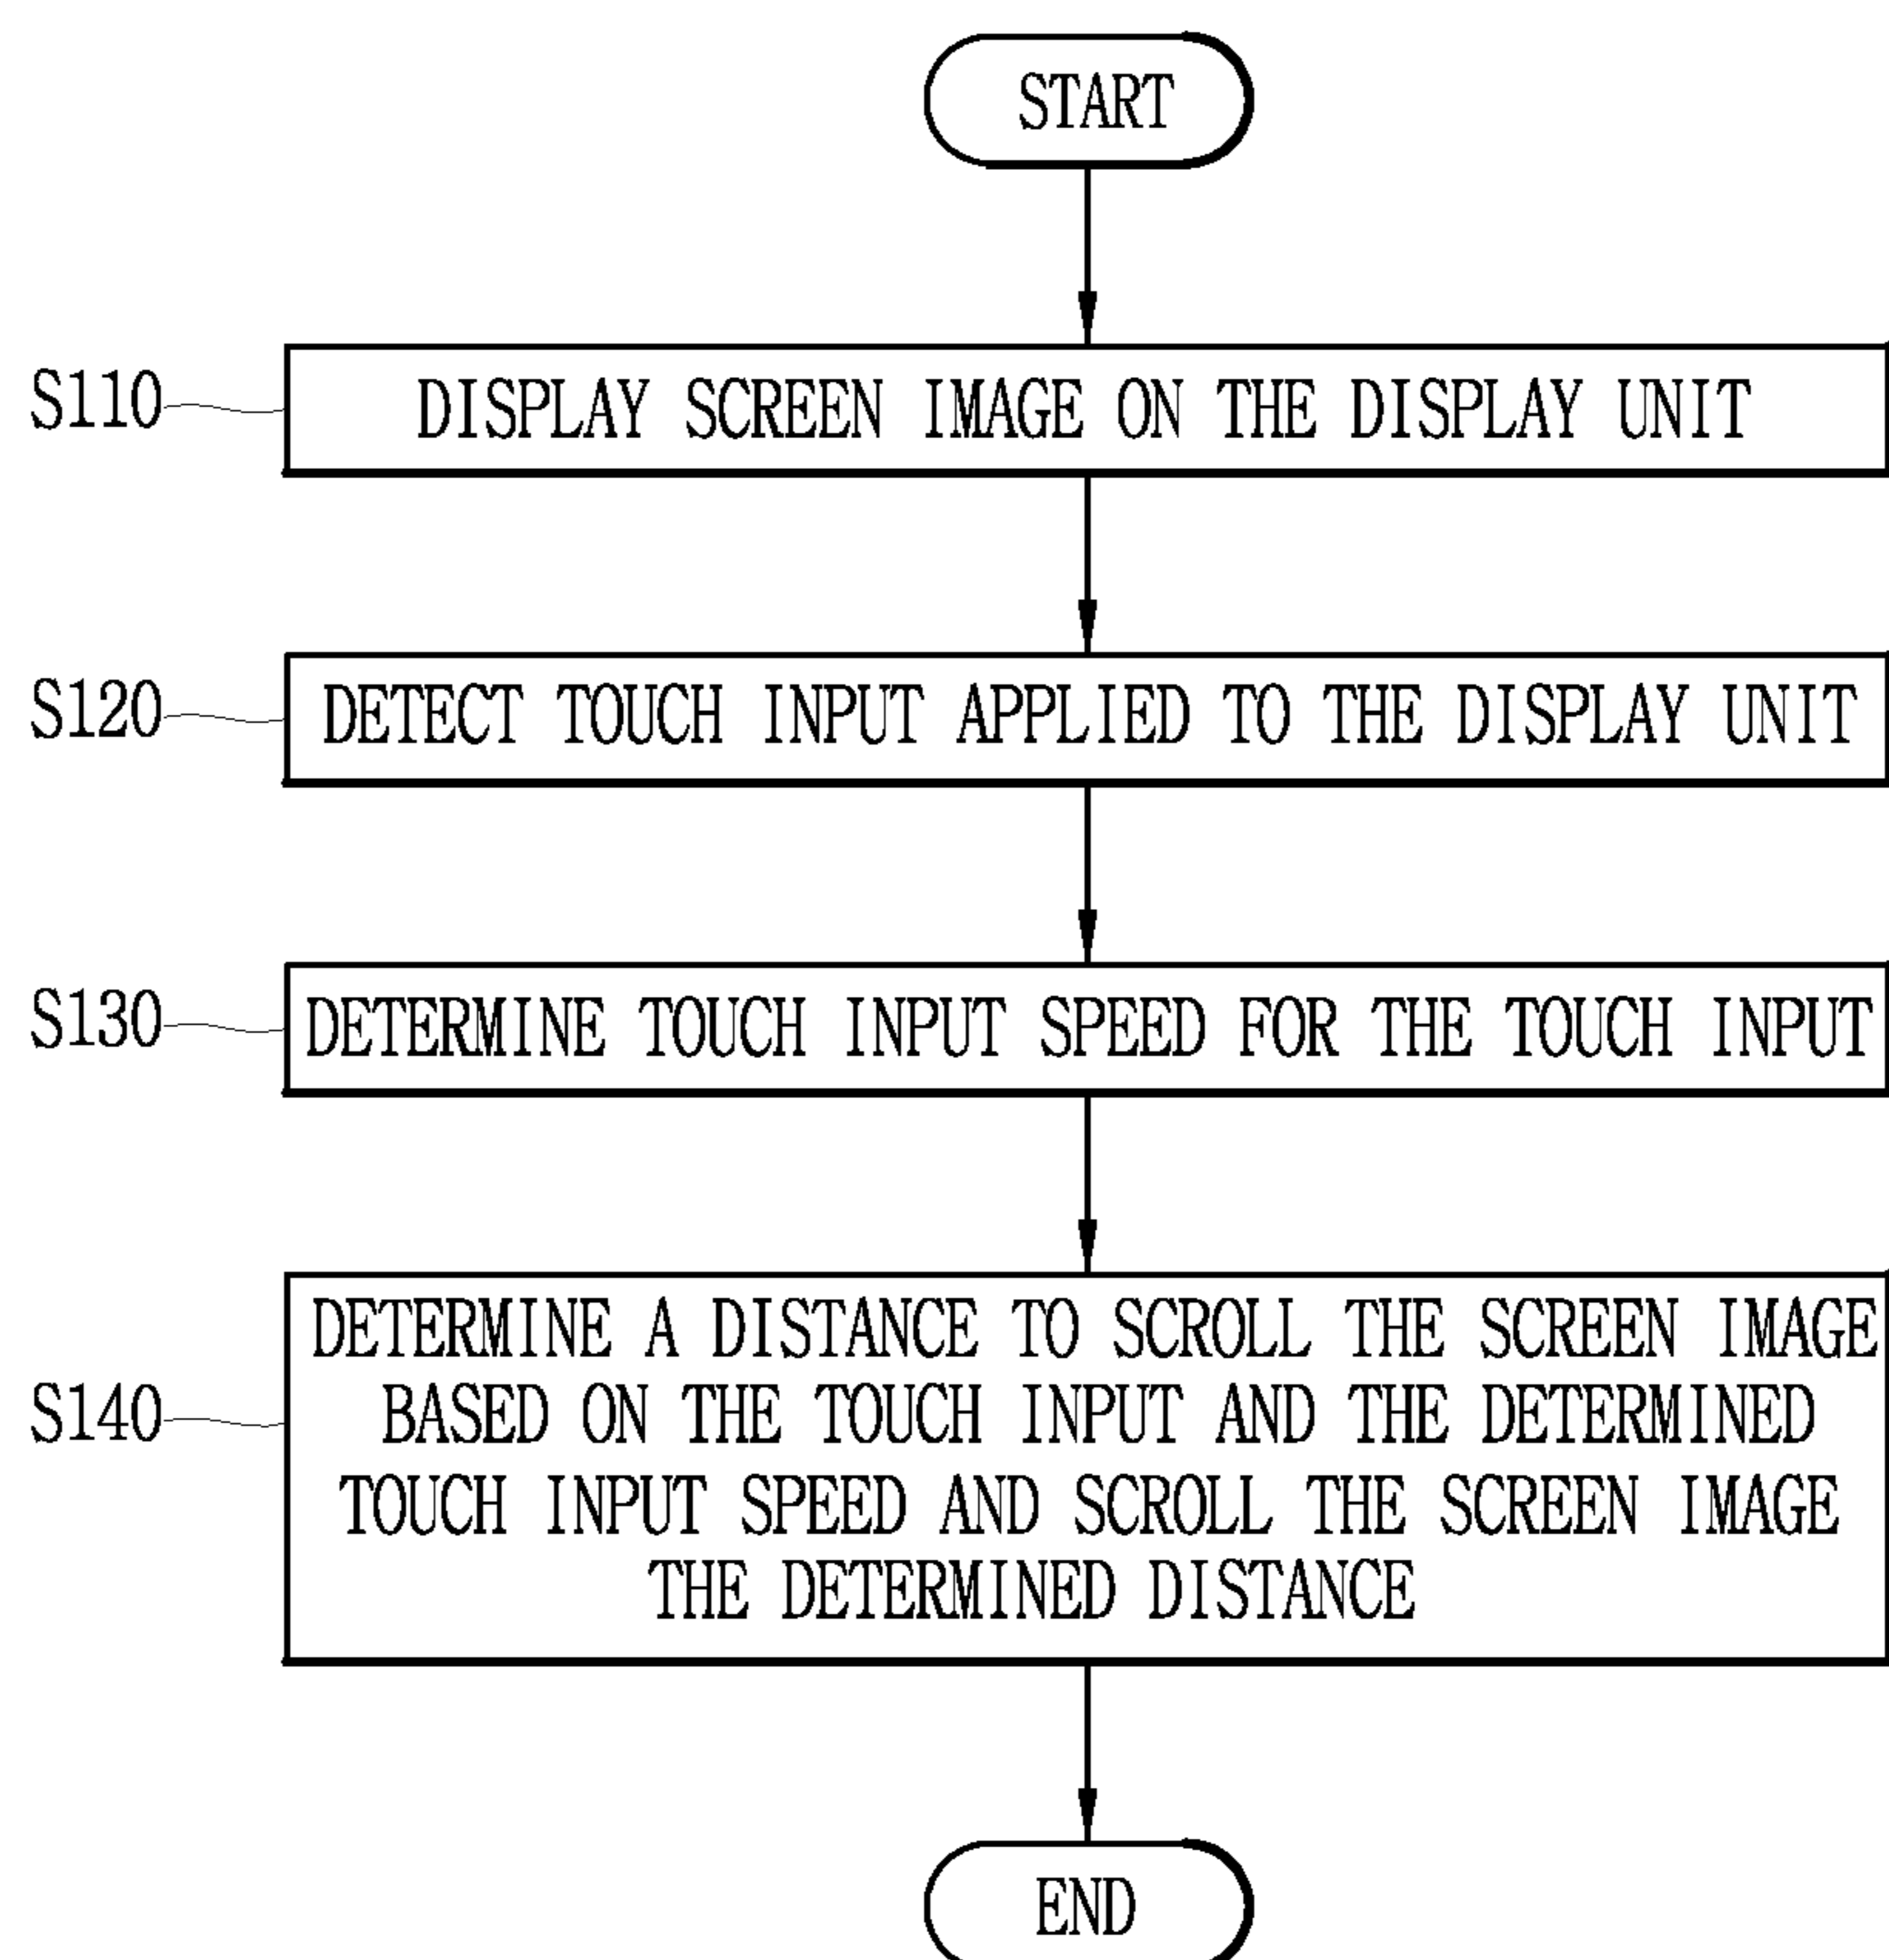 START
S110
DISPLAY SCREEN IMAGE ON THE DISPLAY UNIT
S120
DETECT TOUCH INPUT APPLIED TO THE DISPLAY UNIT
S130
DETERMINE TOUCH INPUT SPEED FOR THE TOUCH INPUT
S140
DETERMINE A DISTANCE TO SCROLL THE SCREEN IMAGE
BASED ON THE TOUCH INPUT AND THE DETERMINED
TOUCH INPUT SPEED AND SCROLL THE SCREEN IMAGE
THE DETERMINED DISTANCE
END